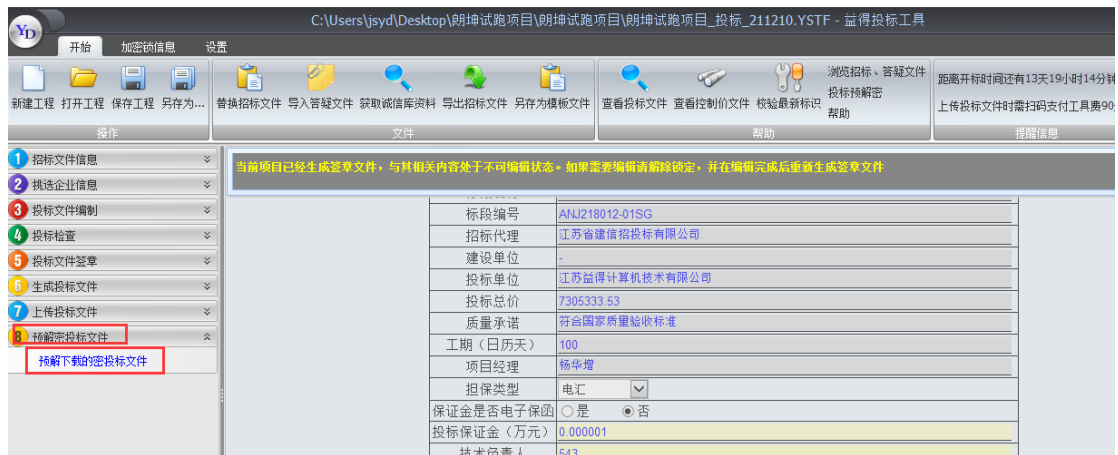 YD
C:\Users\jsyd\Desktop\朗坤试跑项目\朗坤试跑项目\朗坤试跑项目_投标_211210.YSTF - 益得投标工具
开始 加密锁信息 设置
新建工程 打开工程 保存工程 另存为... 替换招标文件 导入答疑文件 获取诚信库资料 导出招标文件 另存为模板文件 查看投标文件 查看控制价文件 校验最新标识
浏览招标、答疑文件
投标预解密
帮助
距离开标时间还有13天19小时14分钟
上传投标文件时需扫码支付工具费90
操作 文件 帮助 提醒信息
1 招标文件信息
2 挑选企业信息
3 投标文件编制
4 投标检查
5 投标文件签章
6 生成投标文件
7 上传投标文件
8 预解密投标文件
预解下载的密投标文件
当前项目已经生成签章文件，与其相关内容处于不可编辑状态。如果需要编辑请解除锁定，并在编辑完成后重新生成签章文件
标段编号 ANJ218012-01SG
招标代理 江苏省建信招投标有限公司
建设单位 -
投标单位 江苏益得计算机技术有限公司
投标总价 7305333.53
质量承诺 符合国家质量验收标准
工期（日历天） 100
项目经理 杨华增
担保类型 电汇
保证金是否电子保函 是 否
投标保证金（万元） 0.000001
技术负责人 543